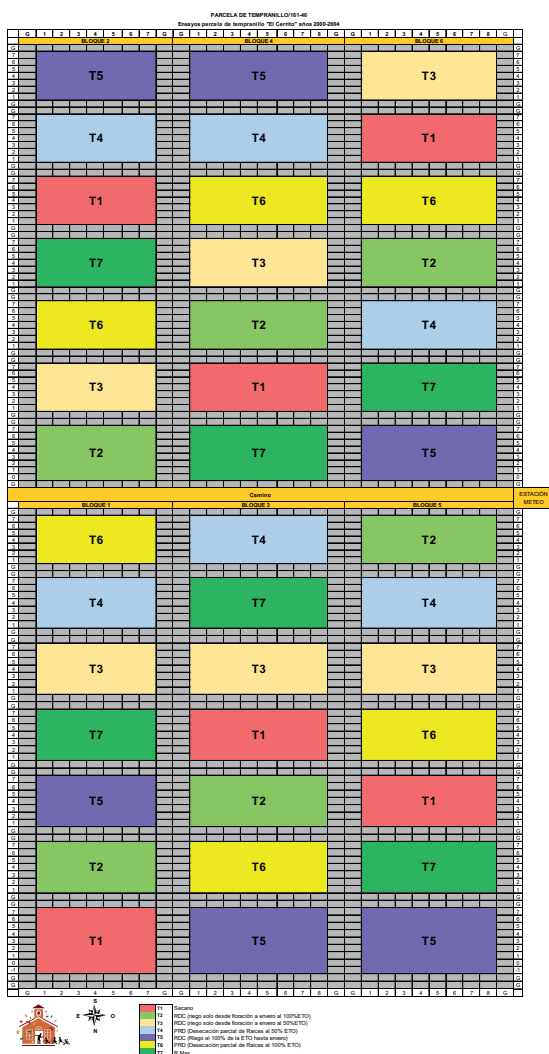 PARCELA DE TEMPRANILLO/161-46
Ensayos parcela de tempranillo "El Cerrito" años 2000-2004
G 1 2 3 4 5 6 7 G G 1 2 3 4 5 6 7 8 G G 1 2 3 4 5 6 7 8 G
BLOQUE 2 BLOQUE 4 BLOQUE 6
T5 T5 T3
T4 T4 T1
T1 T6 T6
T7 T3 T2
T6 T2 T4
T3 T1 T7
T2 T7 T5
Camino
ESTACIÓN
METEO
BLOQUE 1 BLOQUE 3 BLOQUE 5
T6 T4 T2
T4 T7 T4
T3 T3 T3
T7 T1 T6
T5 T2 T1
T2 T6 T7
T1 T5 T5
G 1 2 3 4 5 6 7 G G 1 2 3 4 5 6 7 8 G G 1 2 3 4 5 6 7 8 G
S
E O
N
T1 Secano
T2 RDC (riego solo desde floración a envero al 100%ETO)
T3 RDC (riego solo desde floración a envero al 50%ETO)
T4 PRD (Desecación parcial de Raices al 50% ETO)
T5 RDC (Riego al 100% de la ETO hasta envero)
T6 PRD (Desecación parcial de Raices al 100% ETO)
T7 R Max